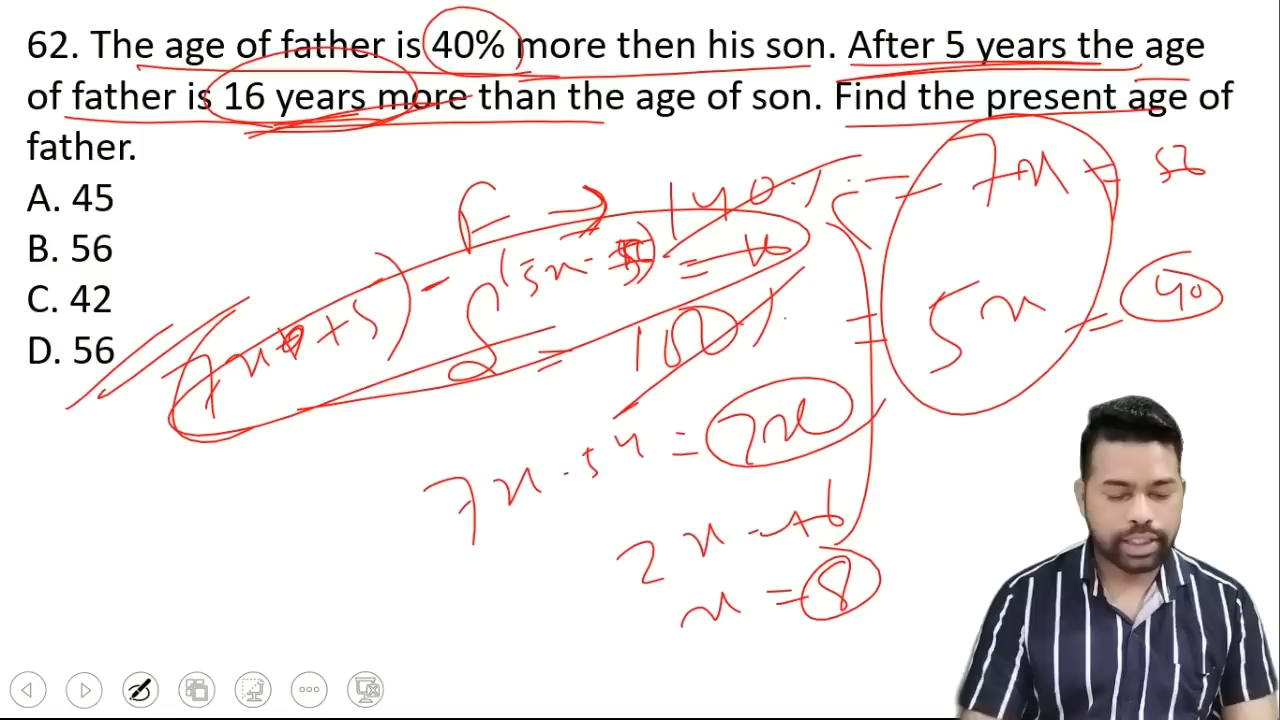 62. The age of father is 40% more then his son. After 5 years the age
of father is 16 years more than the age of son. Find the present age of
father.
A. 45
B. 56
C. 42
D. 56
F → 140%
= 7x = 56
S = 100%
= 5x = 40
(7x+5) - (5x-5) = 16
= 2x
x = 8